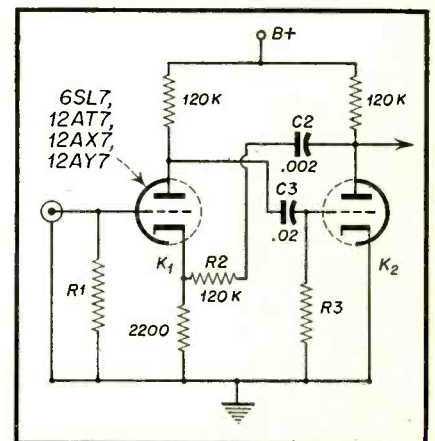 B+
120K
120K
6SL7,
12AT7,
12AX7,
12AY7
C2
.002
C3
.02
K1
R2
120K
K2
R1
2200
R3